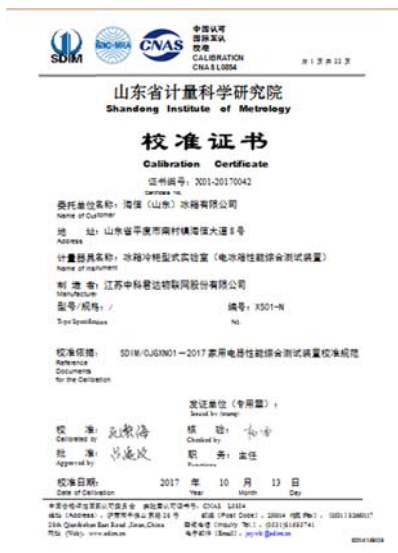 SDIM
ilac-MRA
CNAS
中国认可
国际互认
校准
CALIBRATION
CNAS L0854
山东省计量科学研究院
Shandong Institute of Metrology
校准证书
Calibration Certificate
证书编号: X01-20170042
Certificate No.
委托单位名称: 海信（山东）冰箱有限公司
Name of Customer
地 址: 山东省平度市南村镇海信大道 8 号
Address
计量器具名称: 冰箱冷柜型式实验室（电冰箱性能综合测试装置）
Name of Instrument
制 造 者: 江苏中科君达物联网股份有限公司
Manufacturer
型号/规格: / 编号: XS01-N
Type/Specification No.
校准依据: SDIM/CJGXN01－2017 家用电器性能综合测试装置校准规范
Reference
Documents
for the Calibration
发证单位（专用章）:
Issued by (stamp)
校 准: 核 验:
Calibrated by Checked by
批 准: 职 务: 主任
Approved by Functions
校准日期: 2017 年 10 月 13 日
Date of Calibration Year Month Day